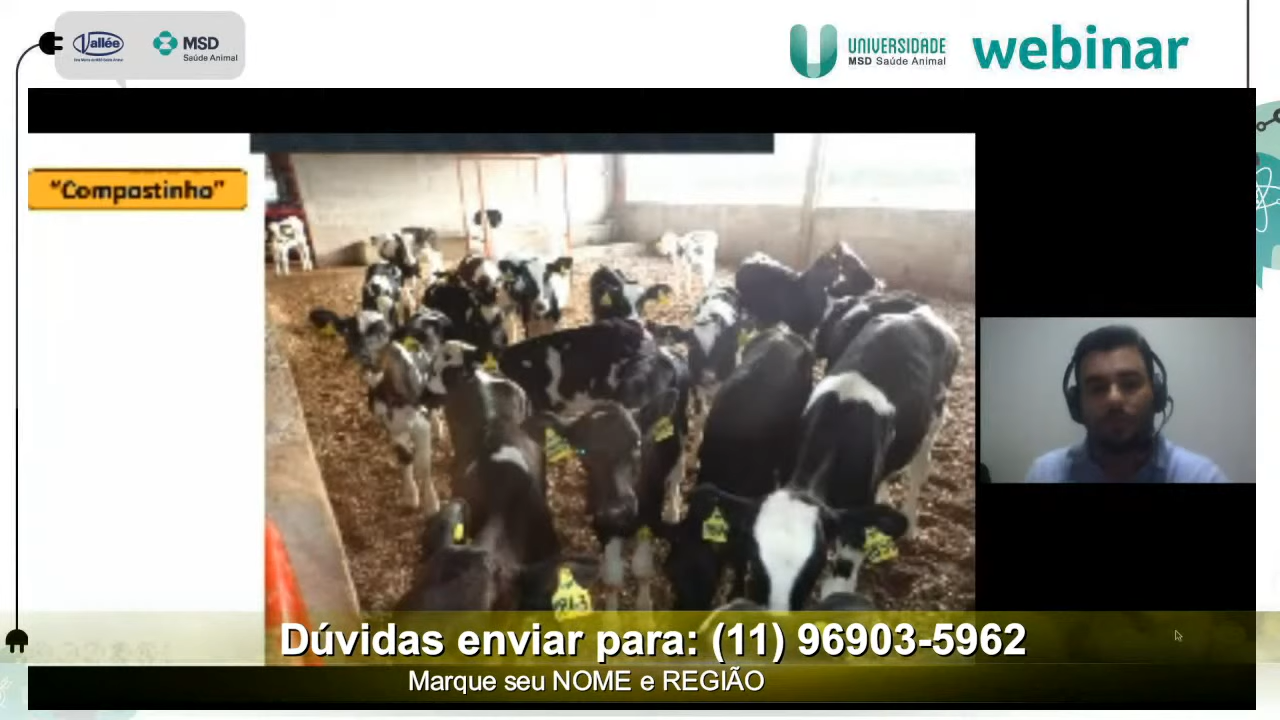 Vallée
MSD
Saúde Animal
UNIVERSIDADE
MSD Saúde Animal
webinar
"Compostinho"
Dúvidas enviar para: (11) 96903-5962
Marque seu NOME e REGIÃO